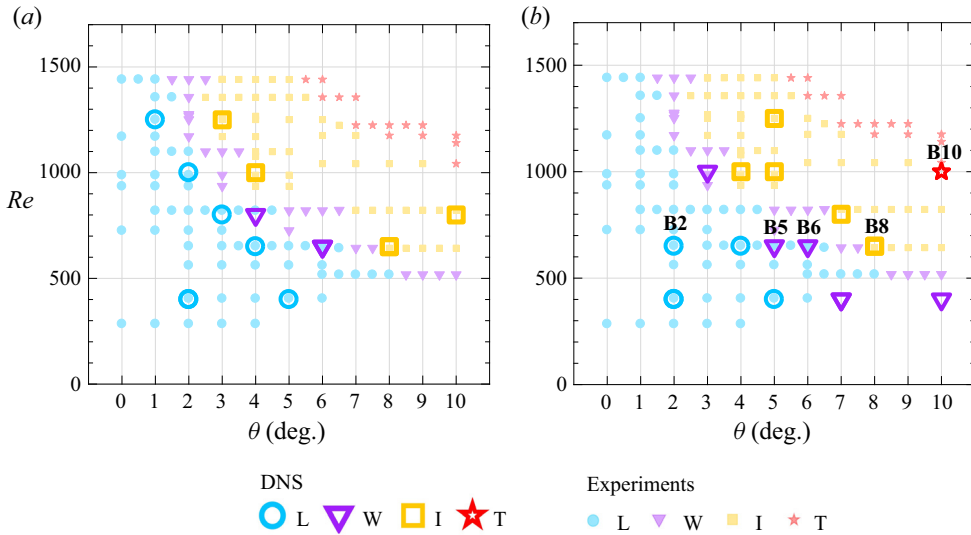 (a)
(b)
1500
1000
500
0
Re
0 1 2 3 4 5 6 7 8 9 10
θ (deg.)
1500
1000
500
0
B10
B2 B5 B6 B8
0 1 2 3 4 5 6 7 8 9 10
θ (deg.)
DNS
L W I T
Experiments
L W I T